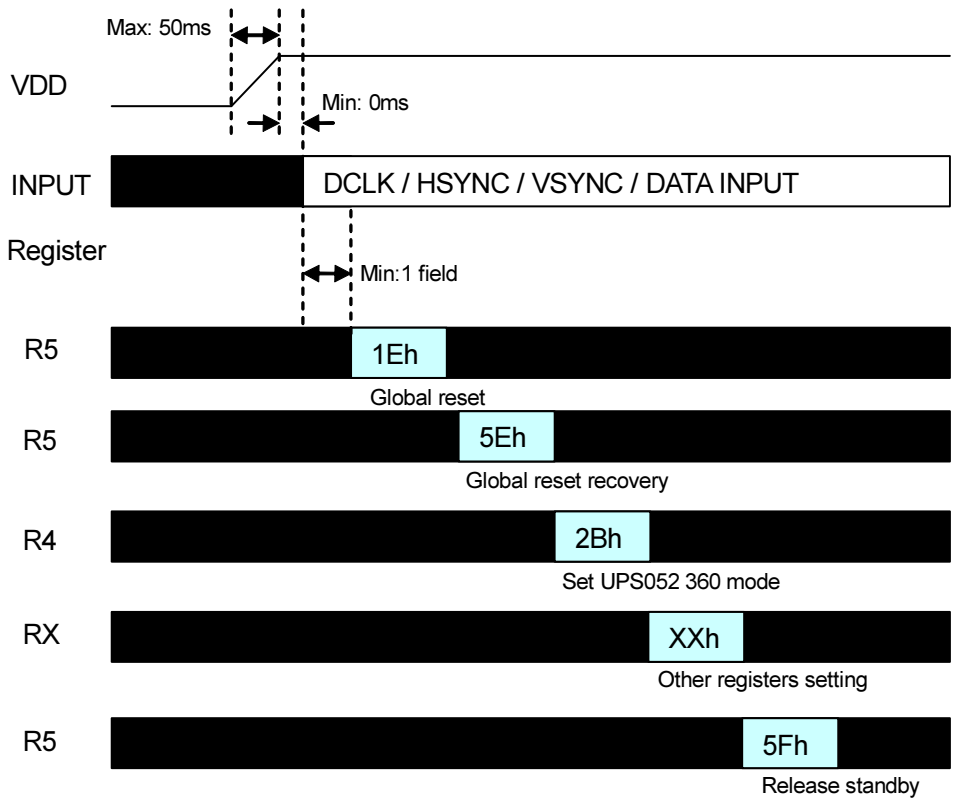 Max: 50ms
VDD
Min: 0ms
INPUT
DCLK / HSYNC / VSYNC / DATA INPUT
Register
Min:1 field
R5
1Eh
Global reset
R5
5Eh
Global reset recovery
R4
2Bh
Set UPS052 360 mode
RX
XXh
Other registers setting
R5
5Fh
Release standby